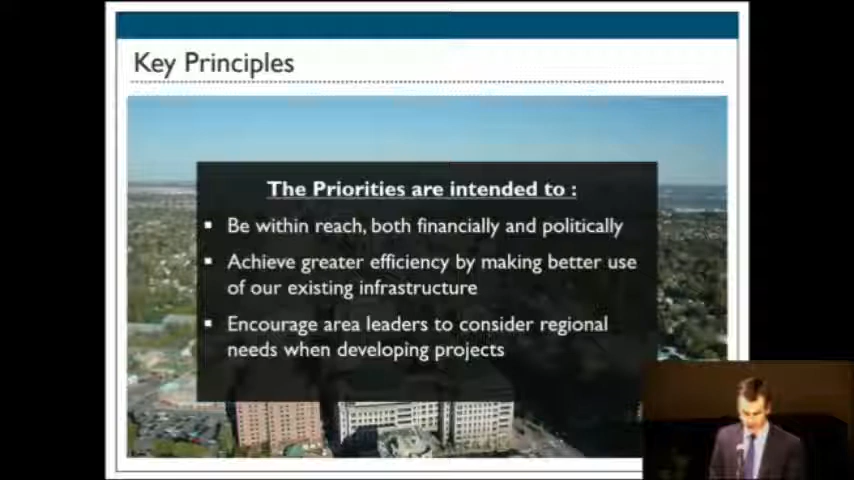 Key Principles
The Priorities are intended to :
▪ Be within reach, both financially and politically
▪ Achieve greater efficiency by making better use
of our existing infrastructure
▪ Encourage area leaders to consider regional
needs when developing projects